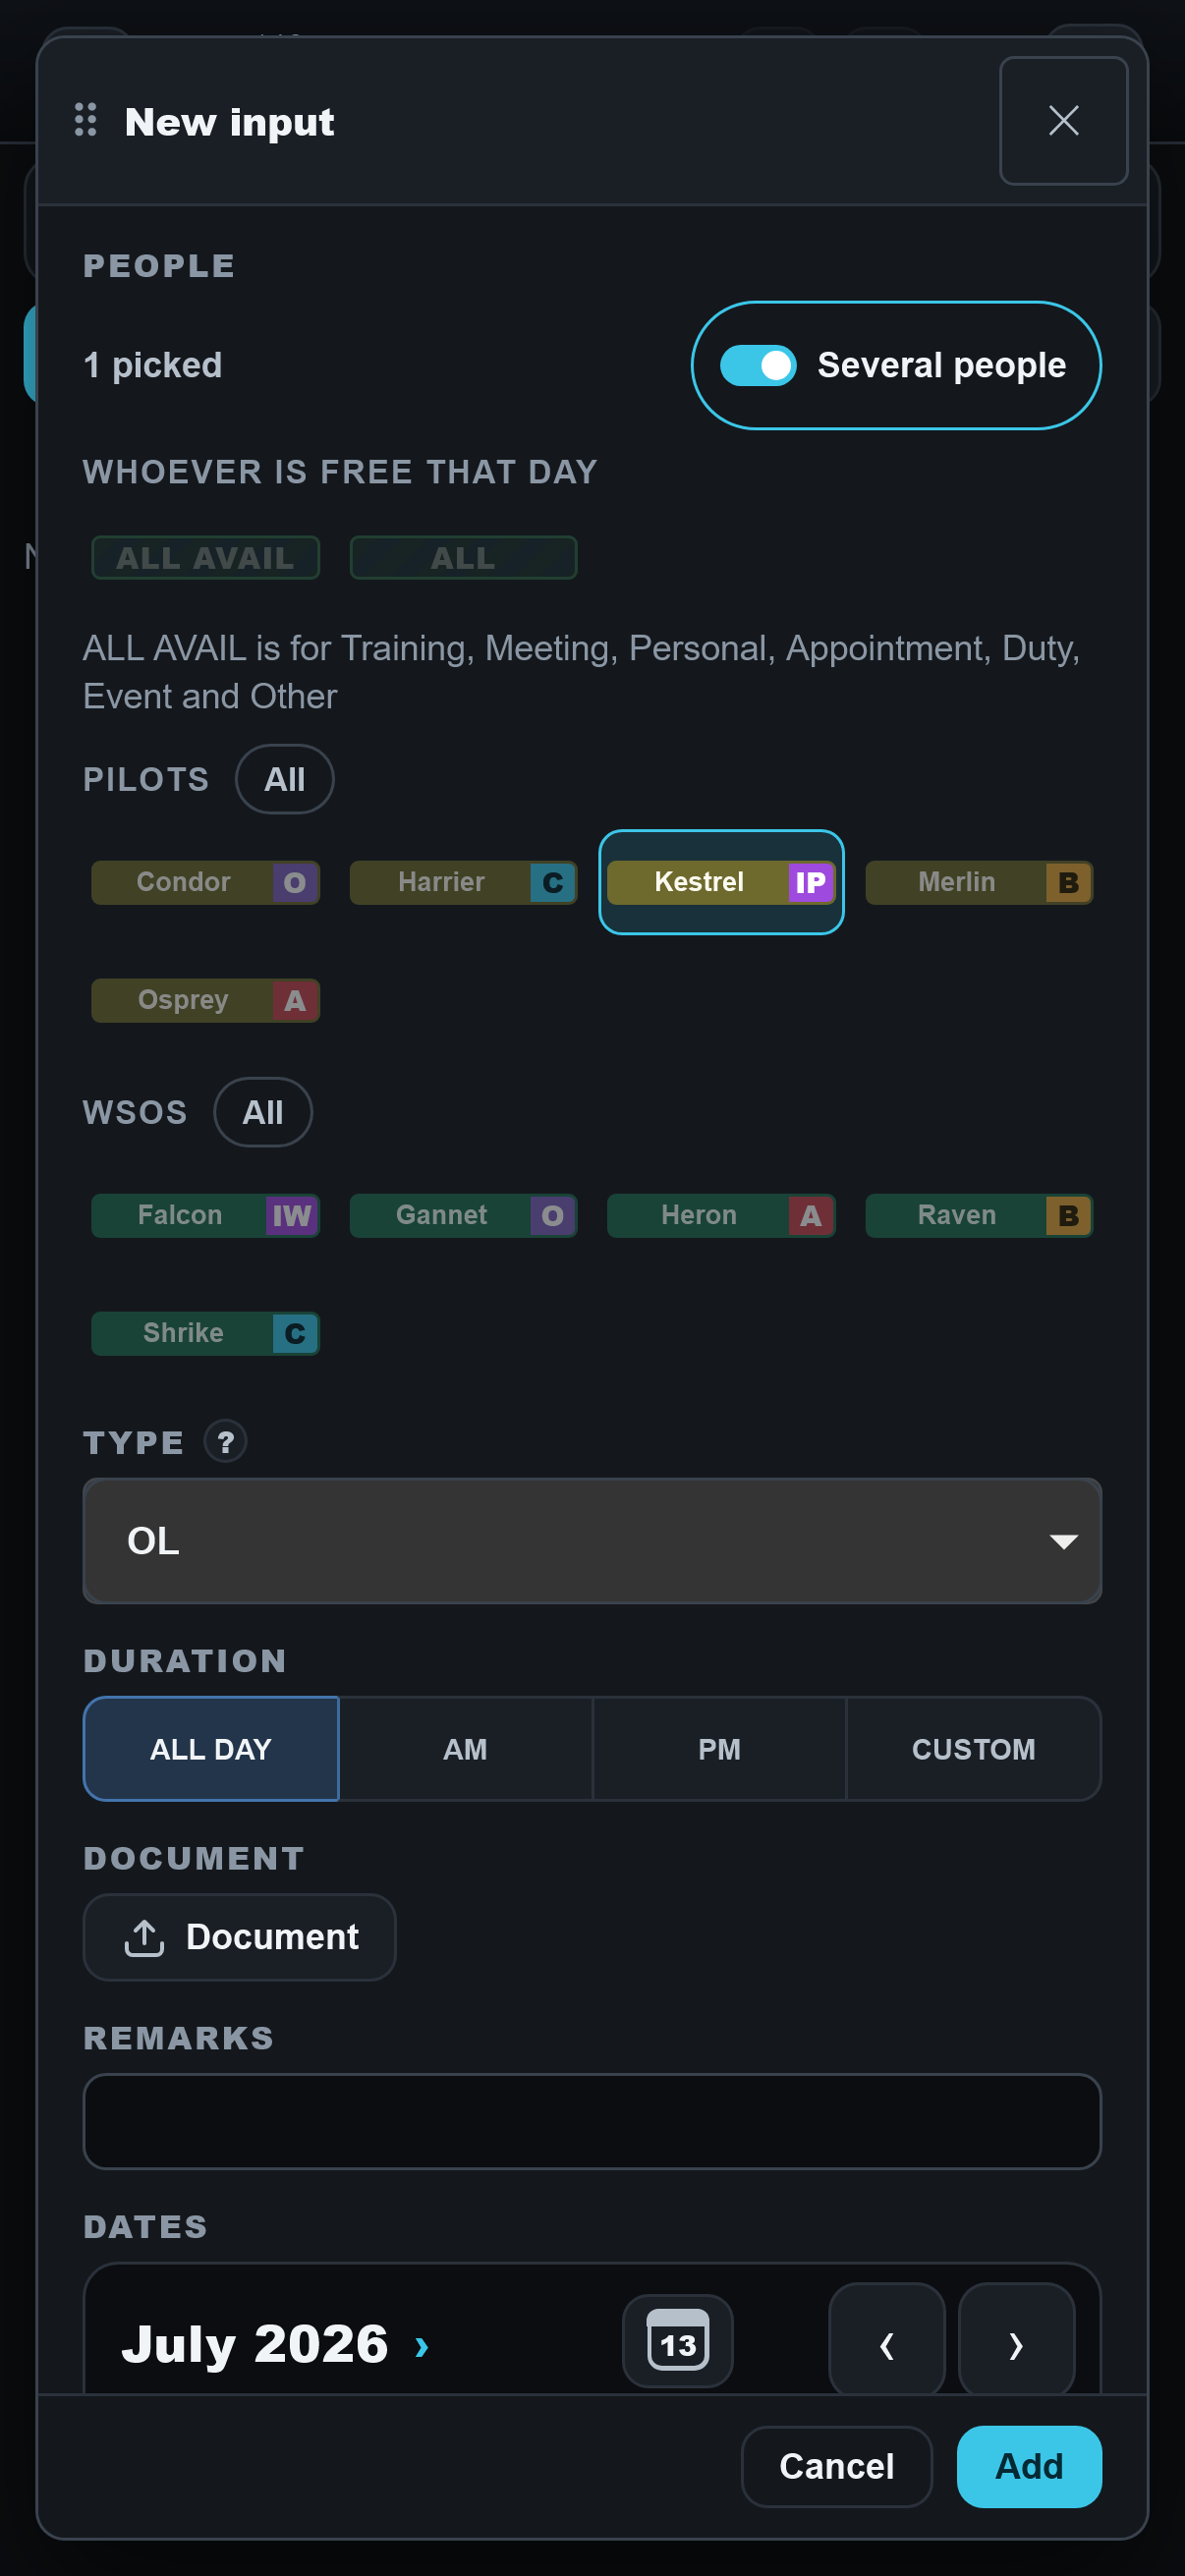 New input
PEOPLE
1 picked
Several people
WHOEVER IS FREE THAT DAY
ALL AVAIL
ALL
ALL AVAIL is for Training, Meeting, Personal, Appointment, Duty,
Event and Other
PILOTS
All
Condor O
Harrier C
Kestrel IP
Merlin B
Osprey A
WSOS
All
Falcon IW
Gannet O
Heron A
Raven B
Shrike C
TYPE ?
OL
DURATION
ALL DAY
AM
PM
CUSTOM
DOCUMENT
Document
REMARKS
DATES
July 2026 ›
13
‹
›
Cancel
Add